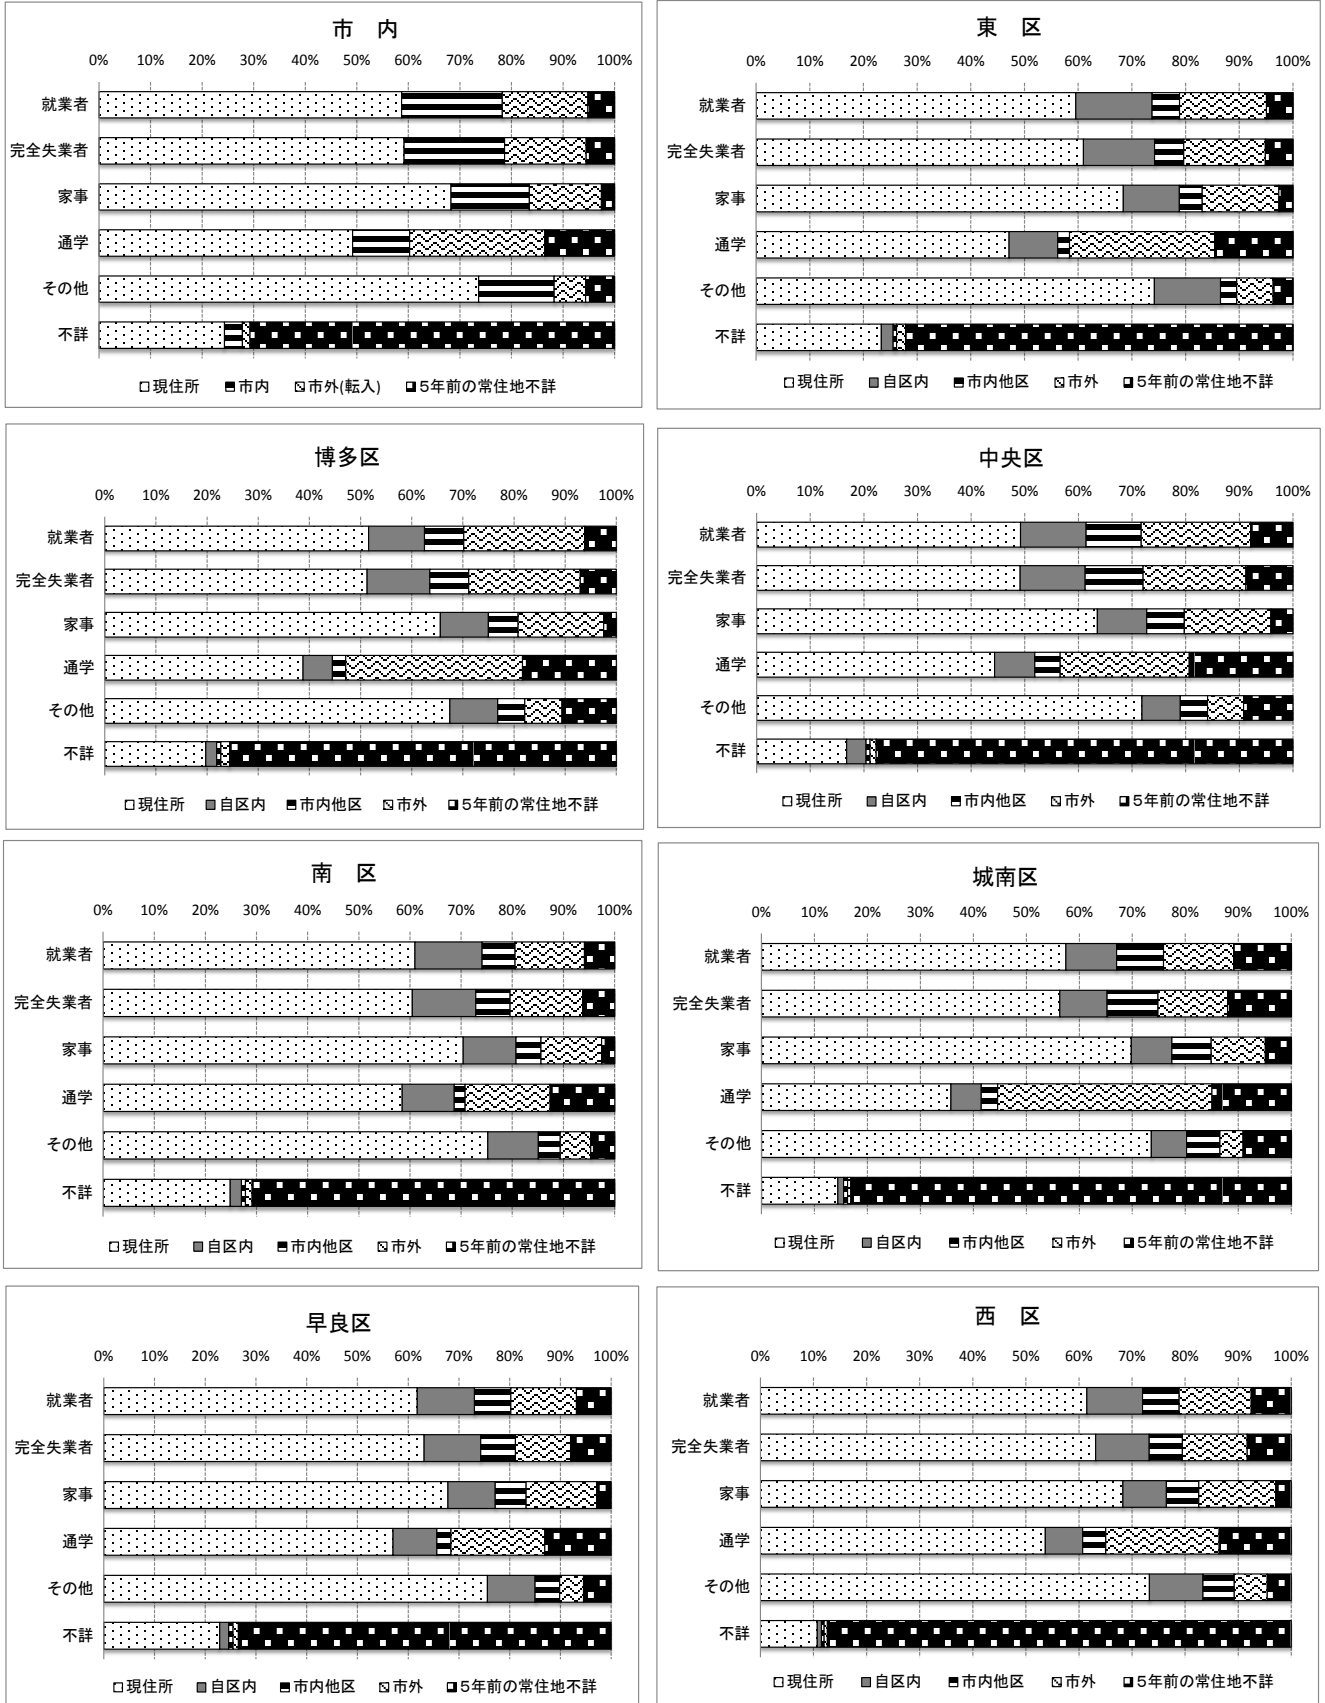 市　内
0% 10% 20% 30% 40% 50% 60% 70% 80% 90% 100%
就業者
完全失業者
家事
通学
その他
不詳
現住所 市内 市外(転入) 5年前の常住地不詳
東　区
0% 10% 20% 30% 40% 50% 60% 70% 80% 90% 100%
就業者
完全失業者
家事
通学
その他
不詳
現住所 自区内 市内他区 市外 5年前の常住地不詳
博多区
0% 10% 20% 30% 40% 50% 60% 70% 80% 90% 100%
就業者
完全失業者
家事
通学
その他
不詳
現住所 自区内 市内他区 市外 5年前の常住地不詳
中央区
0% 10% 20% 30% 40% 50% 60% 70% 80% 90% 100%
就業者
完全失業者
家事
通学
その他
不詳
現住所 自区内 市内他区 市外 5年前の常住地不詳
南　区
0% 10% 20% 30% 40% 50% 60% 70% 80% 90% 100%
就業者
完全失業者
家事
通学
その他
不詳
現住所 自区内 市内他区 市外 5年前の常住地不詳
城南区
0% 10% 20% 30% 40% 50% 60% 70% 80% 90% 100%
就業者
完全失業者
家事
通学
その他
不詳
現住所 自区内 市内他区 市外 5年前の常住地不詳
早良区
0% 10% 20% 30% 40% 50% 60% 70% 80% 90% 100%
就業者
完全失業者
家事
通学
その他
不詳
現住所 自区内 市内他区 市外 5年前の常住地不詳
西　区
0% 10% 20% 30% 40% 50% 60% 70% 80% 90% 100%
就業者
完全失業者
家事
通学
その他
不詳
現住所 自区内 市内他区 市外 5年前の常住地不詳